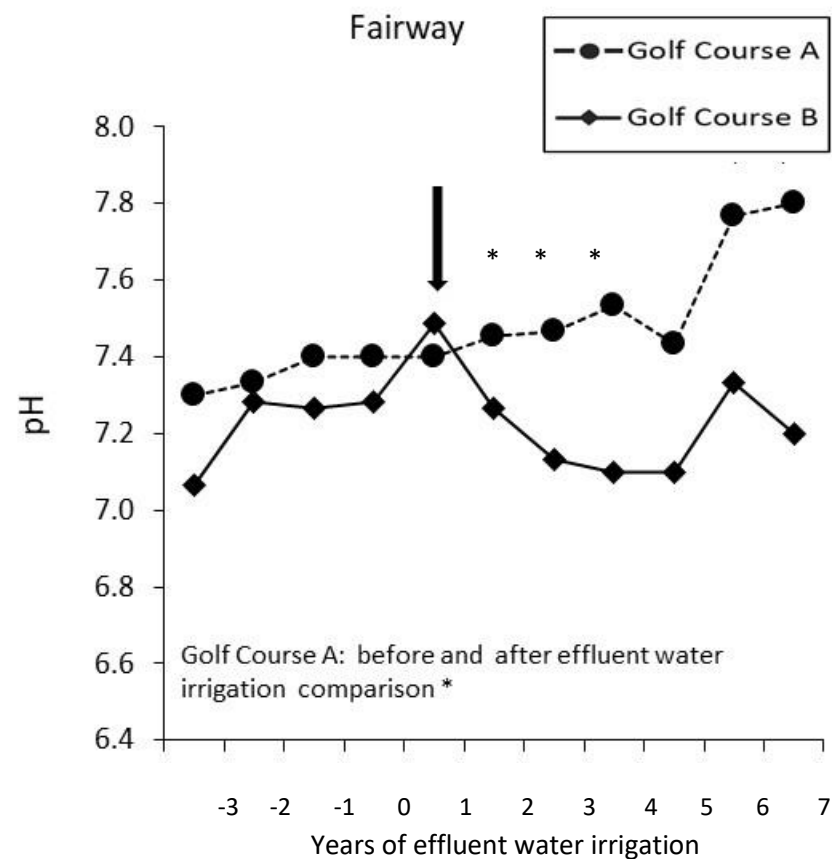 Fairway
Golf Course A
Golf Course B
8.0
7.8
7.6
7.4
7.2
7.0
6.8
6.6
6.4
pH
* * *
Golf Course A: before and after effluent water
irrigation comparison *
-3 -2 -1 0 1 2 3 4 5 6 7
Years of effluent water irrigation